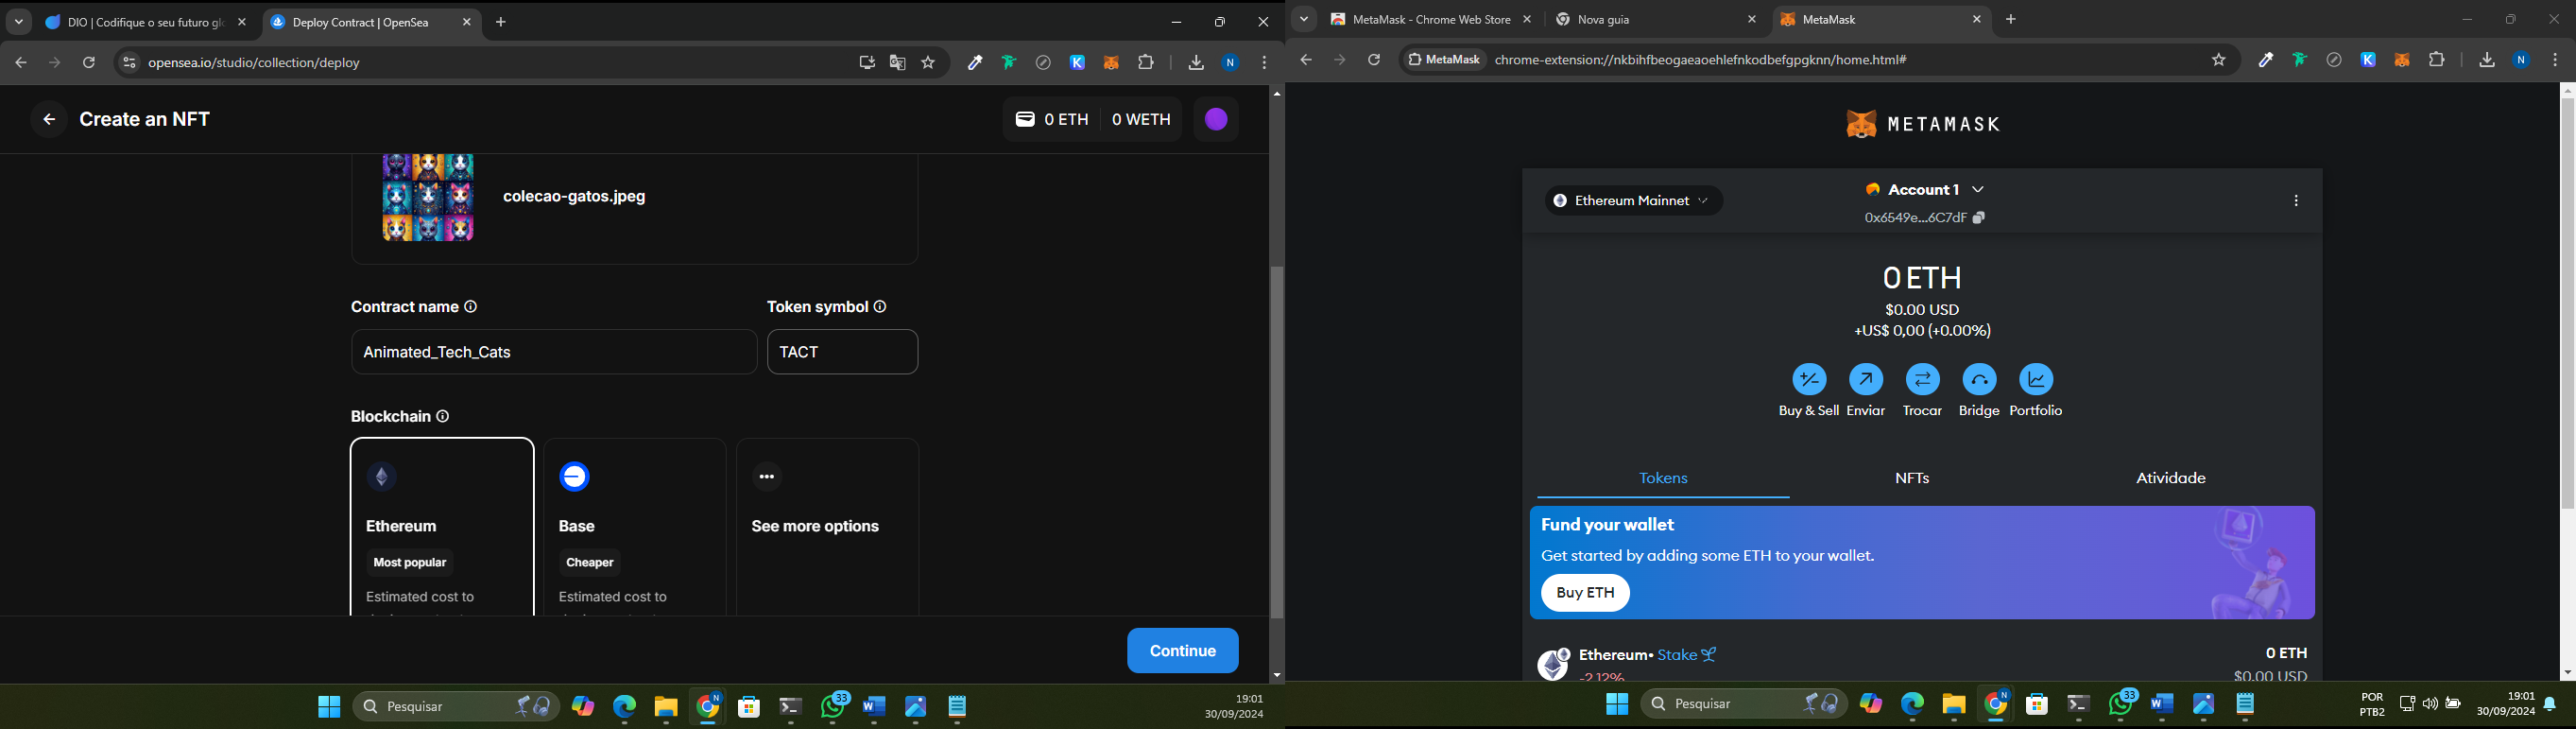 DIO | Codifique o seu futuro glo
Deploy Contract | OpenSea
opensea.io/studio/collection/deploy
N
Create an NFT
0 ETH
0 WETH
colecao-gatos.jpeg
Contract name
Token symbol
Animated_Tech_Cats
TACT
Blockchain
Ethereum
Most popular
Estimated cost to
Base
Cheaper
Estimated cost to
See more options
Continue
Pesquisar
33
19:01
30/09/2024
MetaMask - Chrome Web Store
Nova guia
MetaMask
MetaMask
chrome-extension://nkbihfbeogaeaoehlefnkodbefgpgknn/home.html#
N
METAMASK
Ethereum Mainnet
Account 1
0x6549e...6C7dF
0 ETH
$0.00 USD
+US$ 0,00 (+0.00%)
Buy & Sell
Enviar
Trocar
Bridge
Portfolio
Tokens
NFTs
Atividade
Fund your wallet
Get started by adding some ETH to your wallet.
Buy ETH
Ethereum• Stake
0 ETH
-2.12%
$0.00 USD
Pesquisar
33
POR
PTB2
19:01
30/09/2024